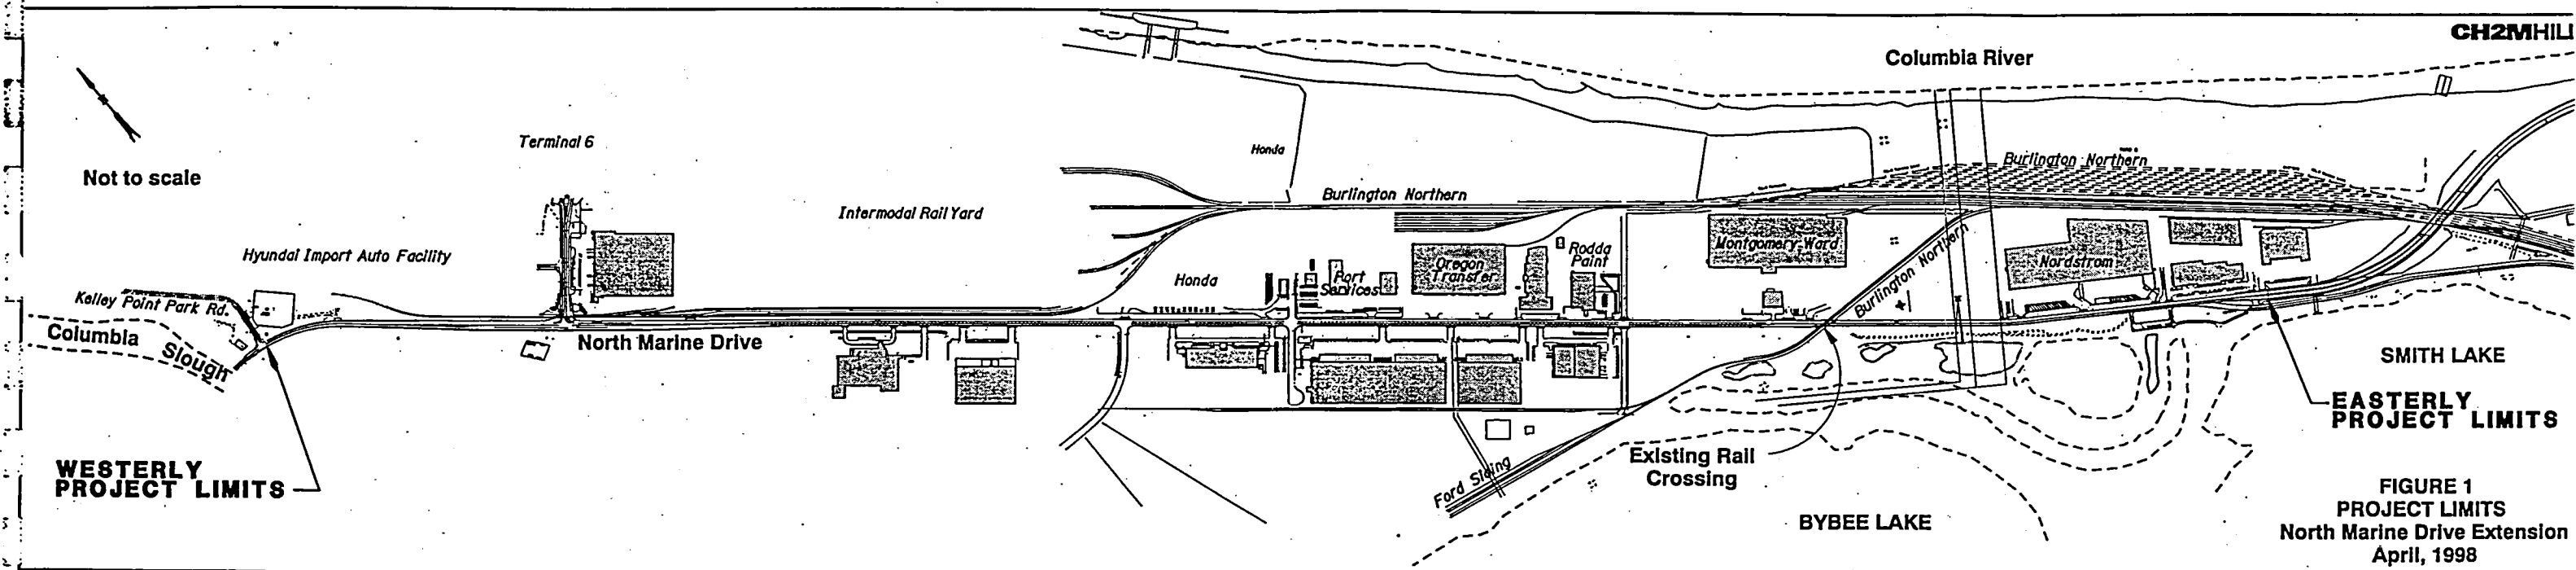 CH2MHILL
Columbia River
Terminal 6
Not to scale
Honda
Burlington Northern
Burlington Northern
Intermodal Rail Yard
Hyundai Import Auto Facility
Honda
Port
Services
Oregon
Transfer
Rodda
Paint
Montgomery Ward
Burlington Northern
Nordstrom
Kelley Point Park Rd.
Columbia
Slough
North Marine Drive
SMITH LAKE
WESTERLY
PROJECT LIMITS
Ford Siding
Existing Rail
Crossing
BYBEE LAKE
EASTERLY
PROJECT LIMITS
FIGURE 1
PROJECT LIMITS
North Marine Drive Extension
April, 1998